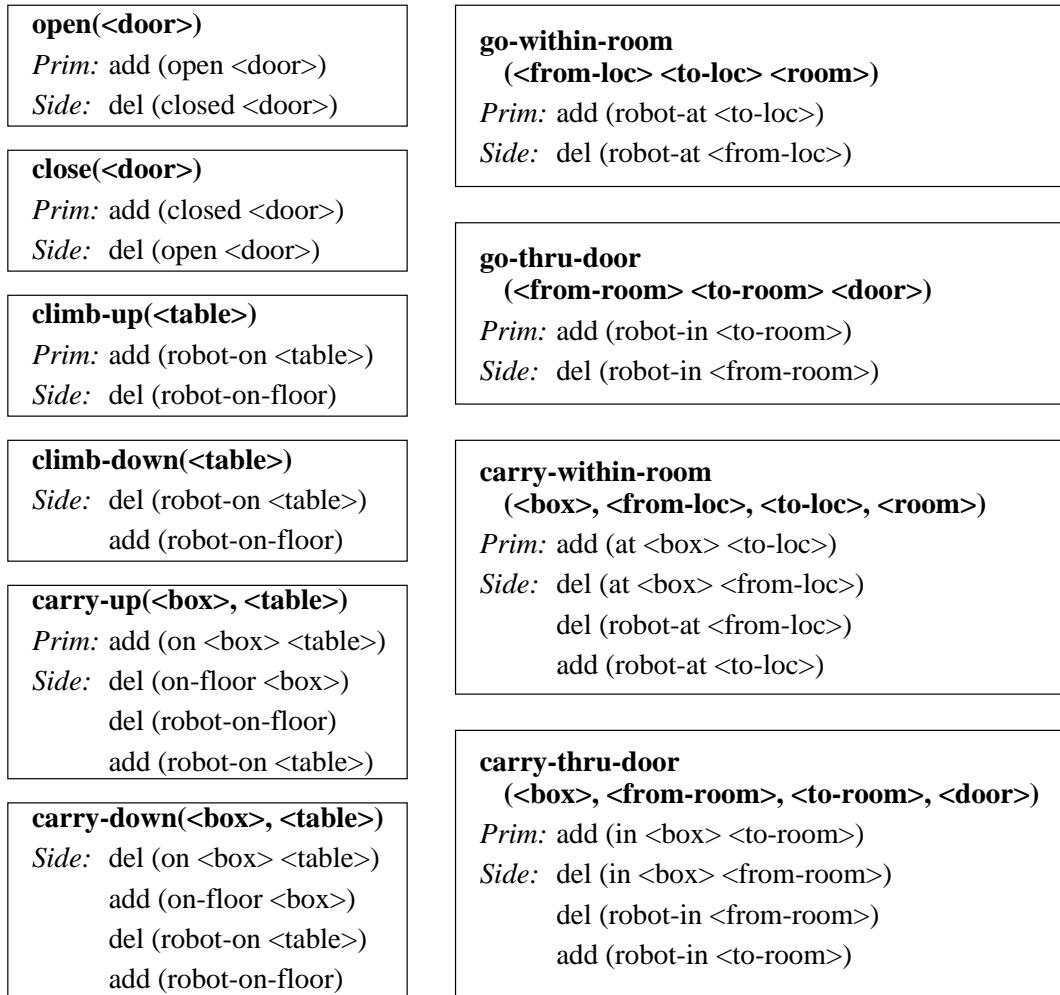 open(<door>)
Prim: add (open <door>)
Side: del (closed <door>)
close(<door>)
Prim: add (closed <door>)
Side: del (open <door>)
climb-up(<table>)
Prim: add (robot-on <table>)
Side: del (robot-on-floor)
climb-down(<table>)
Side: del (robot-on <table>)
add (robot-on-floor)
carry-up(<box>, <table>)
Prim: add (on <box> <table>)
Side: del (on-floor <box>)
del (robot-on-floor)
add (robot-on <table>)
carry-down(<box>, <table>)
Side: del (on <box> <table>)
add (on-floor <box>)
del (robot-on <table>)
add (robot-on-floor)
go-within-room
(<from-loc> <to-loc> <room>)
Prim: add (robot-at <to-loc>)
Side: del (robot-at <from-loc>)
go-thru-door
(<from-room> <to-room> <door>)
Prim: add (robot-in <to-room>)
Side: del (robot-in <from-room>)
carry-within-room
(<box>, <from-loc>, <to-loc>, <room>)
Prim: add (at <box> <to-loc>)
Side: del (at <box> <from-loc>)
del (robot-at <from-loc>)
add (robot-at <to-loc>)
carry-thru-door
(<box>, <from-room>, <to-room>, <door>)
Prim: add (in <box> <to-room>)
Side: del (in <box> <from-room>)
del (robot-in <from-room>)
add (robot-in <to-room>)